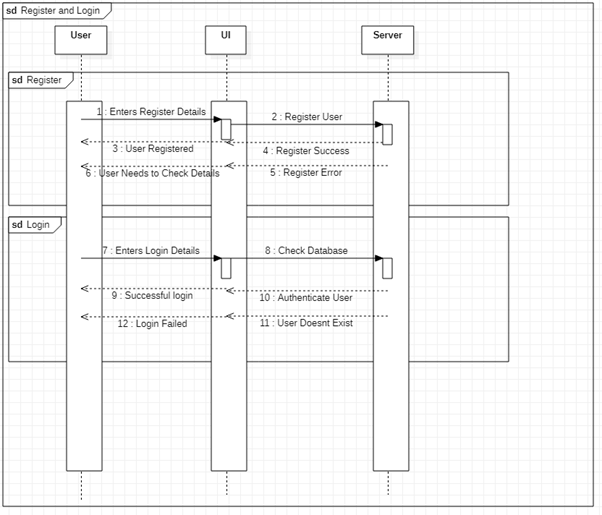 sd Register and Login
User
UI
Server
sd Register
1 : Enters Register Details
2 : Register User
3 : User Registered
4 : Register Success
6 : User Needs to Check Details
5 : Register Error
sd Login
7 : Enters Login Details
8 : Check Database
9 : Successful login
10 : Authenticate User
12 : Login Failed
11 : User Doesnt Exist